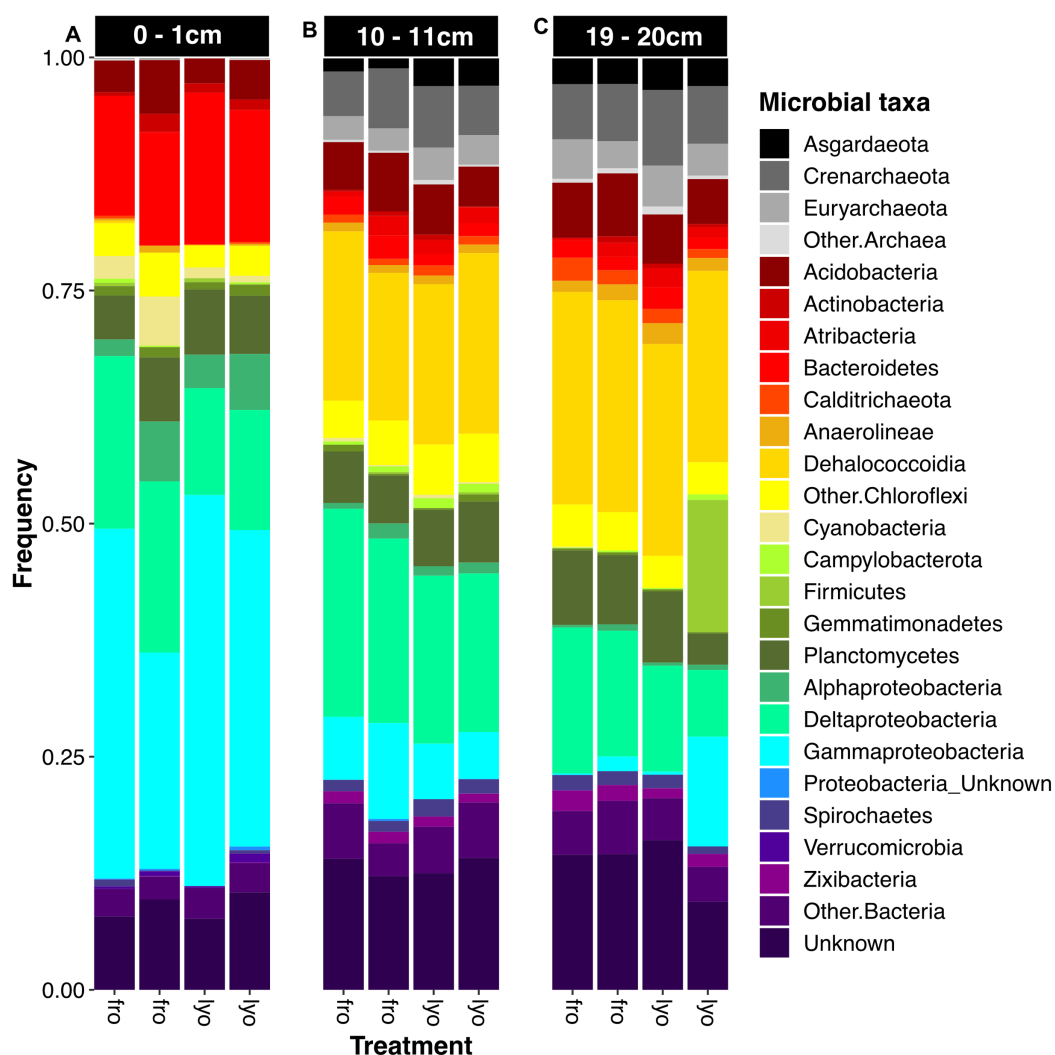 A
0 - 1cm
B
10 - 11cm
C
19 - 20cm
1.00
0.75
0.50
0.25
0.00
Frequency
fro
fro
lyo
lyo
fro
fro
lyo
lyo
fro
fro
lyo
lyo
Treatment
Microbial taxa
Asgardaeota
Crenarchaeota
Euryarchaeota
Other.Archaea
Acidobacteria
Actinobacteria
Atribacteria
Bacteroidetes
Calditrichaeota
Anaerolineae
Dehalococcoidia
Other.Chloroflexi
Cyanobacteria
Campylobacterota
Firmicutes
Gemmatimonadetes
Planctomycetes
Alphaproteobacteria
Deltaproteobacteria
Gammaproteobacteria
Proteobacteria_Unknown
Spirochaetes
Verrucomicrobia
Zixibacteria
Other.Bacteria
Unknown